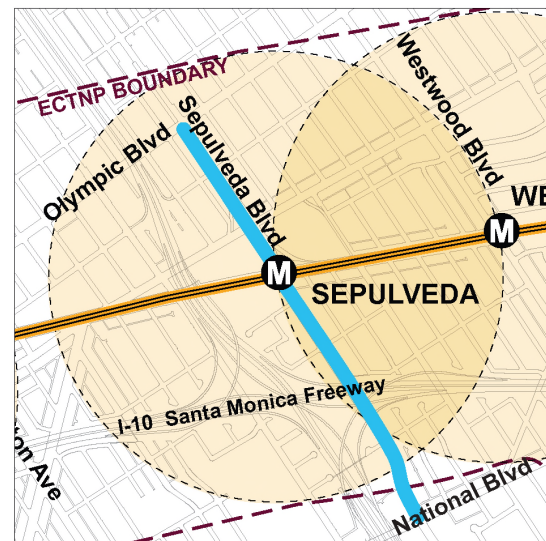 ECTNP BOUNDARY
Westwood Blvd
Sepulveda Blvd
Olympic Blvd
WE
M
M
SEPULVEDA
I-10 Santa Monica Freeway
ton Ave
National Blvd